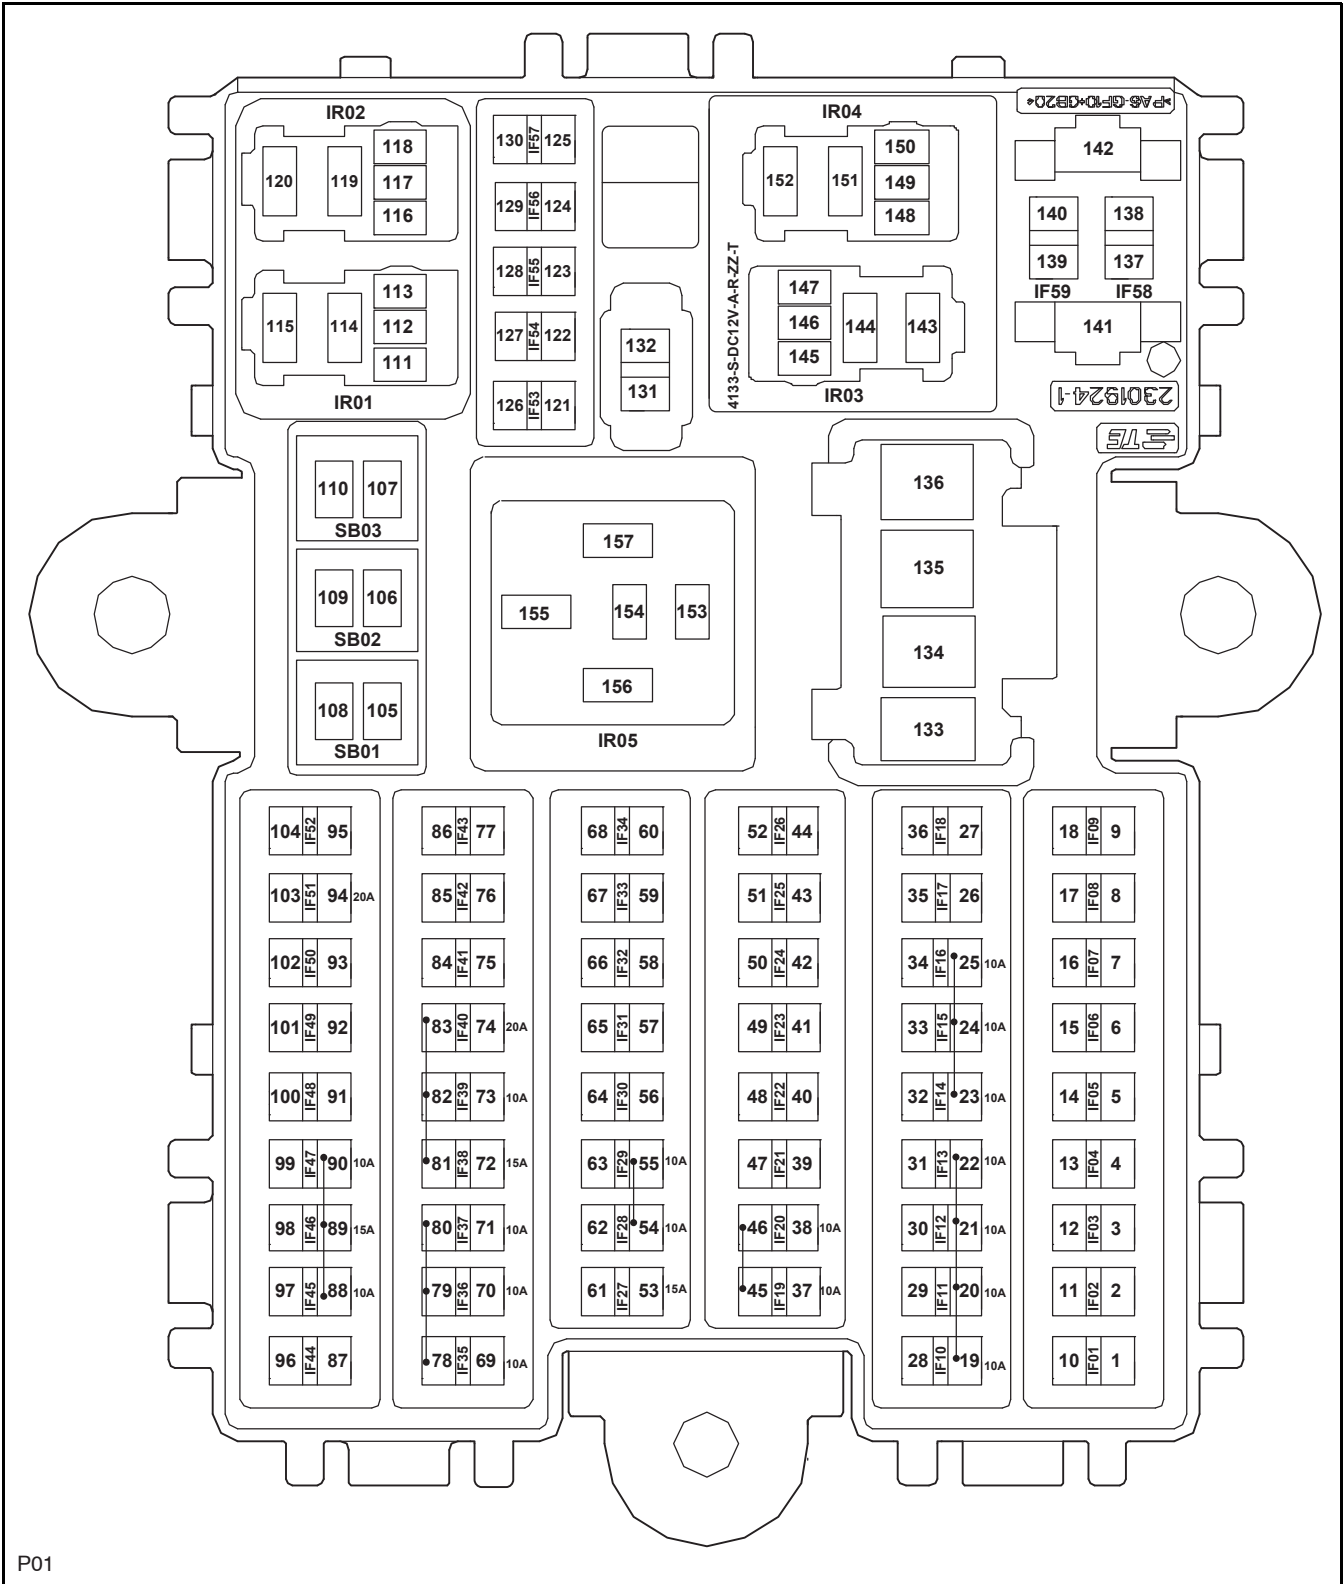 IR02
118
120 119 117
116
113
115 114 112
111
IR01
130 IF57 125
129 IF56 124
128 IF55 123
127 IF54 122
126 IF53 121
132
131
IR04
150
152 151 149
148
4133-S-DC12V-A-R-ZZ-T
147
146 144 143
145
IR03
>PA6-GF10+GB20<
142
140 138
139 137
IF59 IF58
141
2301924-1
TE
110 107
SB03
109 106
SB02
108 105
SB01
157
155 154 153
156
IR05
136
135
134
133
104 IF52 95
103 IF51 94 20A
102 IF50 93
101 IF49 92
100 IF48 91
99 IF47 90 10A
98 IF46 89 15A
97 IF45 88 10A
96 IF44 87
86 IF43 77
85 IF42 76
84 IF41 75
83 IF40 74 20A
82 IF39 73 10A
81 IF38 72 15A
80 IF37 71 10A
79 IF36 70 10A
78 IF35 69 10A
68 IF34 60
67 IF33 59
66 IF32 58
65 IF31 57
64 IF30 56
63 IF29 55 10A
62 IF28 54 10A
61 IF27 53 15A
52 IF26 44
51 IF25 43
50 IF24 42
49 IF23 41
48 IF22 40
47 IF21 39
46 IF20 38 10A
45 IF19 37 10A
36 IF18 27
35 IF17 26
34 IF16 25 10A
33 IF15 24 10A
32 IF14 23 10A
31 IF13 22 10A
30 IF12 21 10A
29 IF11 20 10A
28 IF10 19 10A
18 IF09 9
17 IF08 8
16 IF07 7
15 IF06 6
14 IF05 5
13 IF04 4
12 IF03 3
11 IF02 2
10 IF01 1
P01